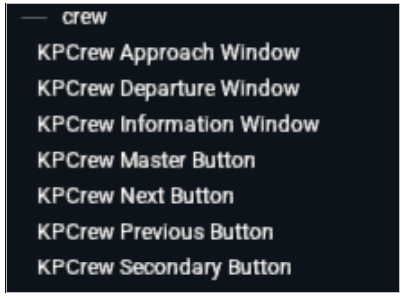 crew
KPCrew Approach Window
KPCrew Departure Window
KPCrew Information Window
KPCrew Master Button
KPCrew Next Button
KPCrew Previous Button
KPCrew Secondary Button